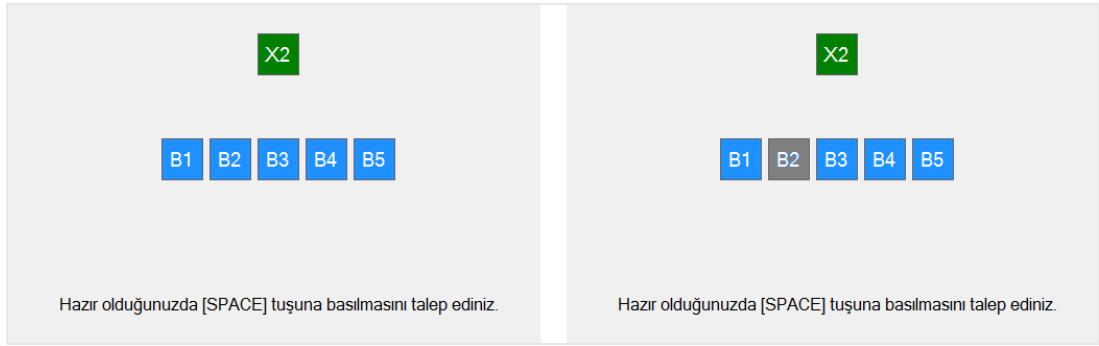 X2
B1 B2 B3 B4 B5
Hazır olduğunuzda [SPACE] tuşuna basılmasını talep ediniz.
X2
B1 B2 B3 B4 B5
Hazır olduğunuzda [SPACE] tuşuna basılmasını talep ediniz.